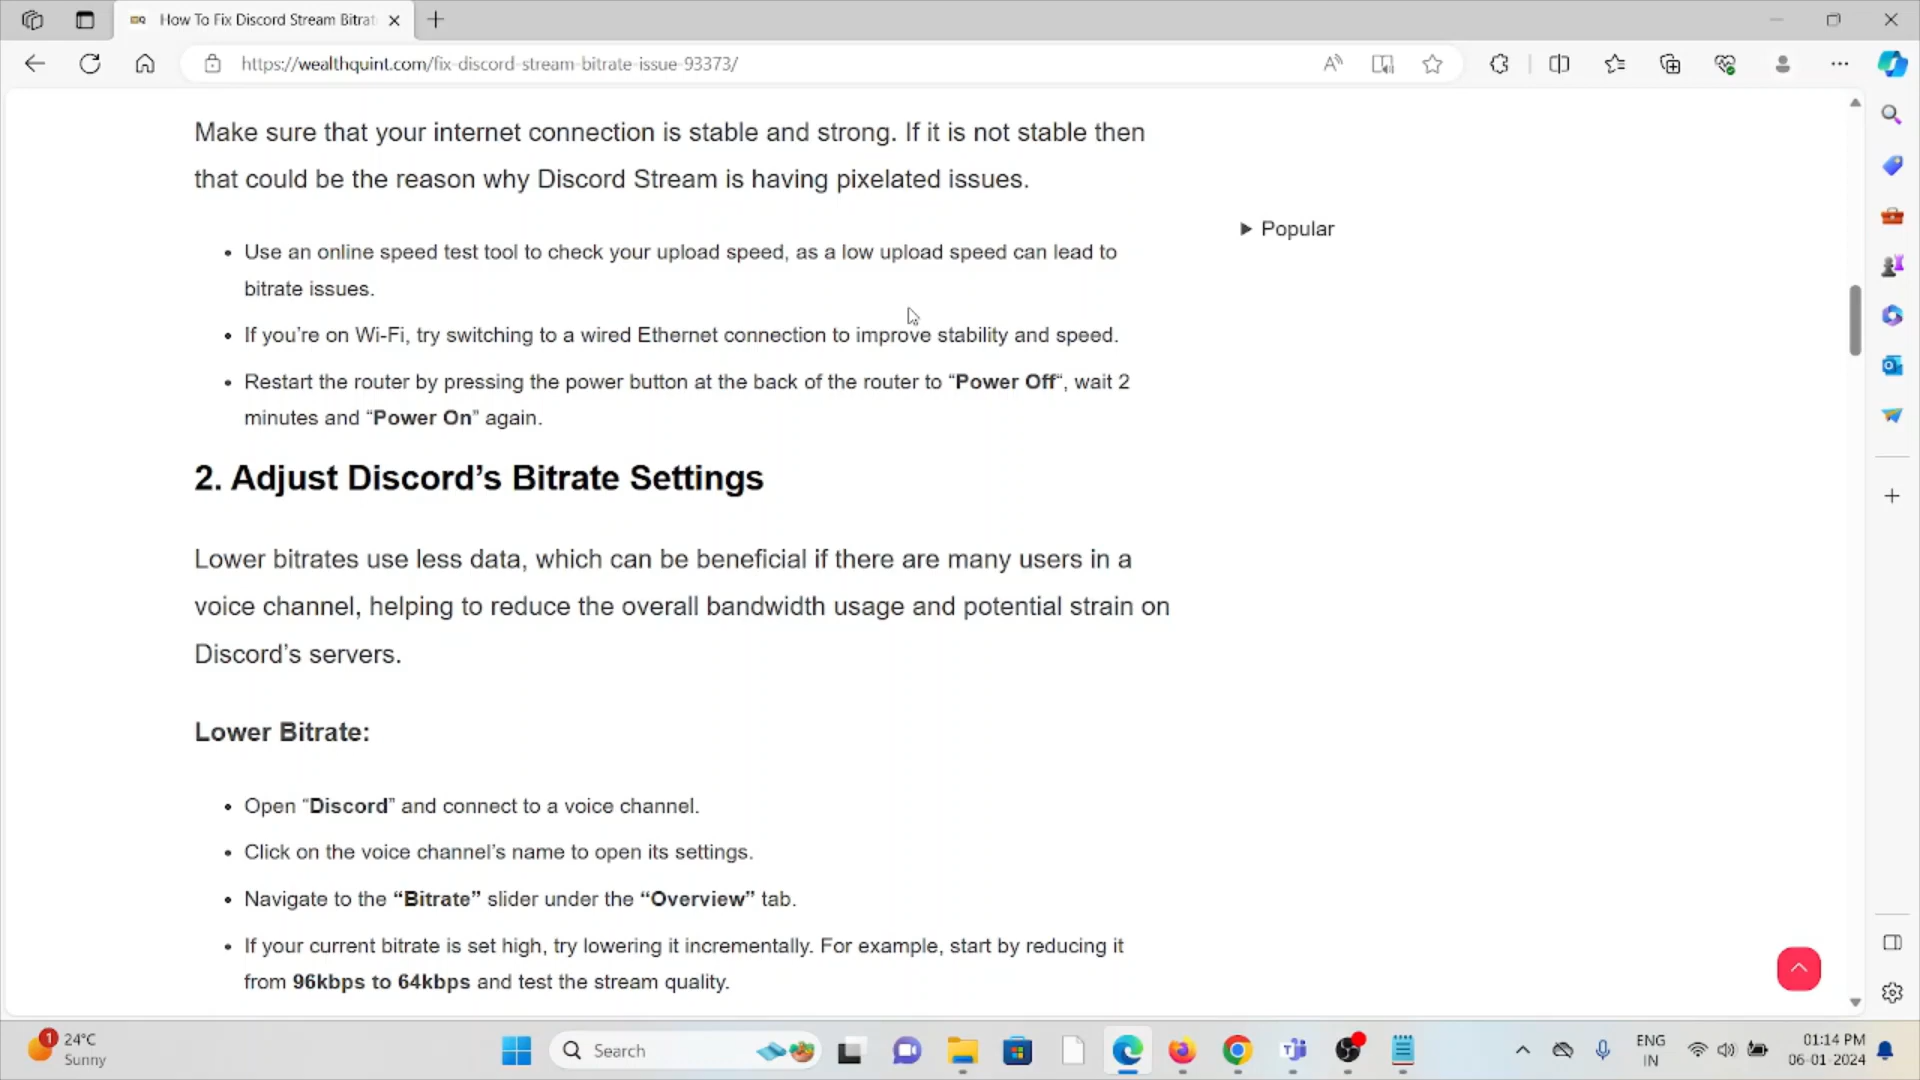 How To Fix Discord Stream Bitrat
https://wealthquint.com/fix-discord-stream-bitrate-issue-93373/
Make sure that your internet connection is stable and strong. If it is not stable then
that could be the reason why Discord Stream is having pixelated issues.
Popular
• Use an online speed test tool to check your upload speed, as a low upload speed can lead to
bitrate issues.
• If you’re on Wi-Fi, try switching to a wired Ethernet connection to improve stability and speed.
• Restart the router by pressing the power button at the back of the router to “Power Off“, wait 2
minutes and “Power On” again.
2. Adjust Discord’s Bitrate Settings
Lower bitrates use less data, which can be beneficial if there are many users in a
voice channel, helping to reduce the overall bandwidth usage and potential strain on
Discord’s servers.
Lower Bitrate:
• Open “Discord” and connect to a voice channel.
• Click on the voice channel’s name to open its settings.
• Navigate to the “Bitrate” slider under the “Overview” tab.
• If your current bitrate is set high, try lowering it incrementally. For example, start by reducing it
from 96kbps to 64kbps and test the stream quality.
1
24°C
Sunny
Search
ENG
IN
01:14 PM
06-01-2024